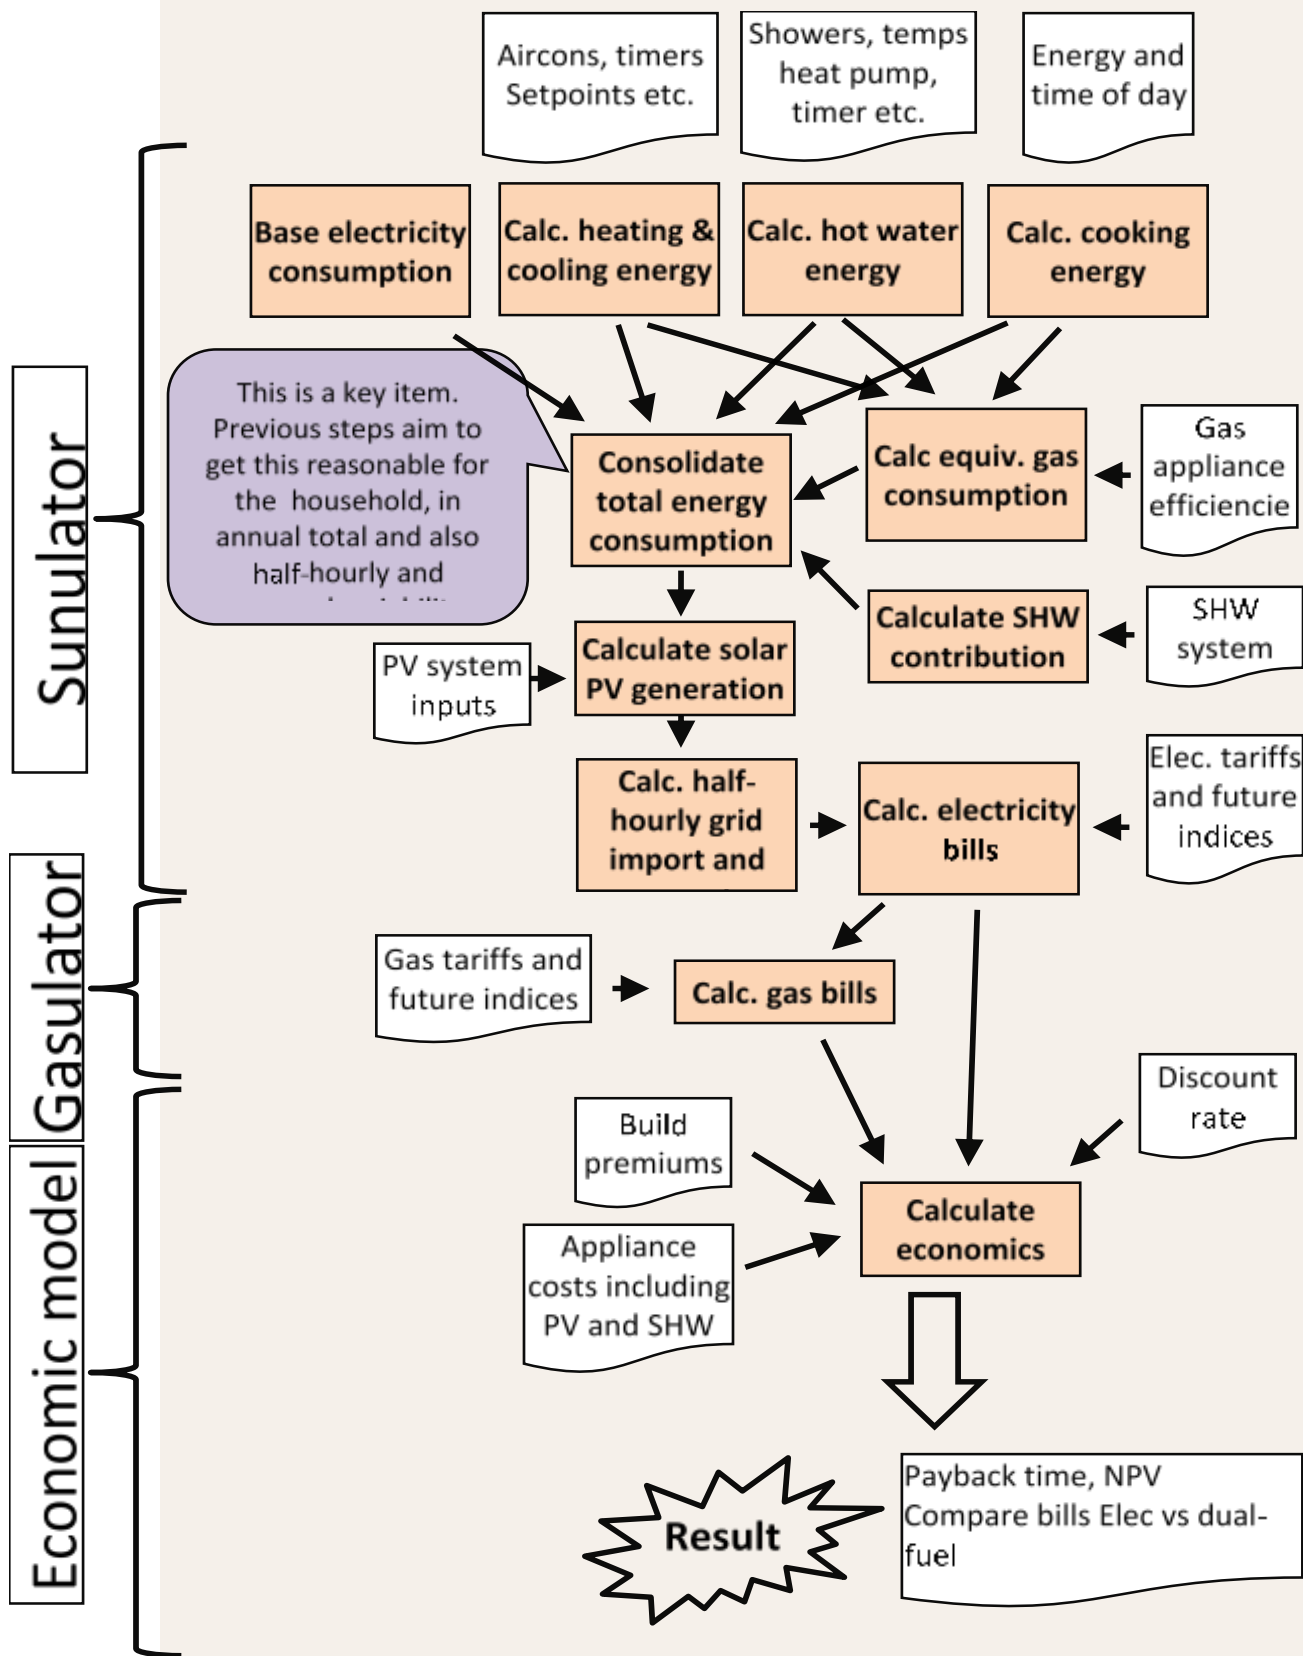 Aircons, timers
Setpoints etc.
Showers, temps
heat pump,
timer etc.
Energy and
time of day
Base electricity
consumption
Calc. heating &
cooling energy
Calc. hot water
energy
Calc. cooking
energy
Sunulator
This is a key item.
Previous steps aim to
get this reasonable for
the household, in
annual total and also
half-hourly and
Consolidate
total energy
consumption
Calc equiv. gas
consumption
Gas
appliance
efficiencie
Calculate SHW
contribution
SHW
system
PV system
inputs
Calculate solar
PV generation
Calc. half-
hourly grid
import and
Calc. electricity
bills
Elec. tariffs
and future
indices
Gasulator
Gas tariffs and
future indices
Calc. gas bills
Economic model
Discount
rate
Build
premiums
Appliance
costs including
PV and SHW
Calculate
economics
Result
Payback time, NPV
Compare bills Elec vs dual-
fuel